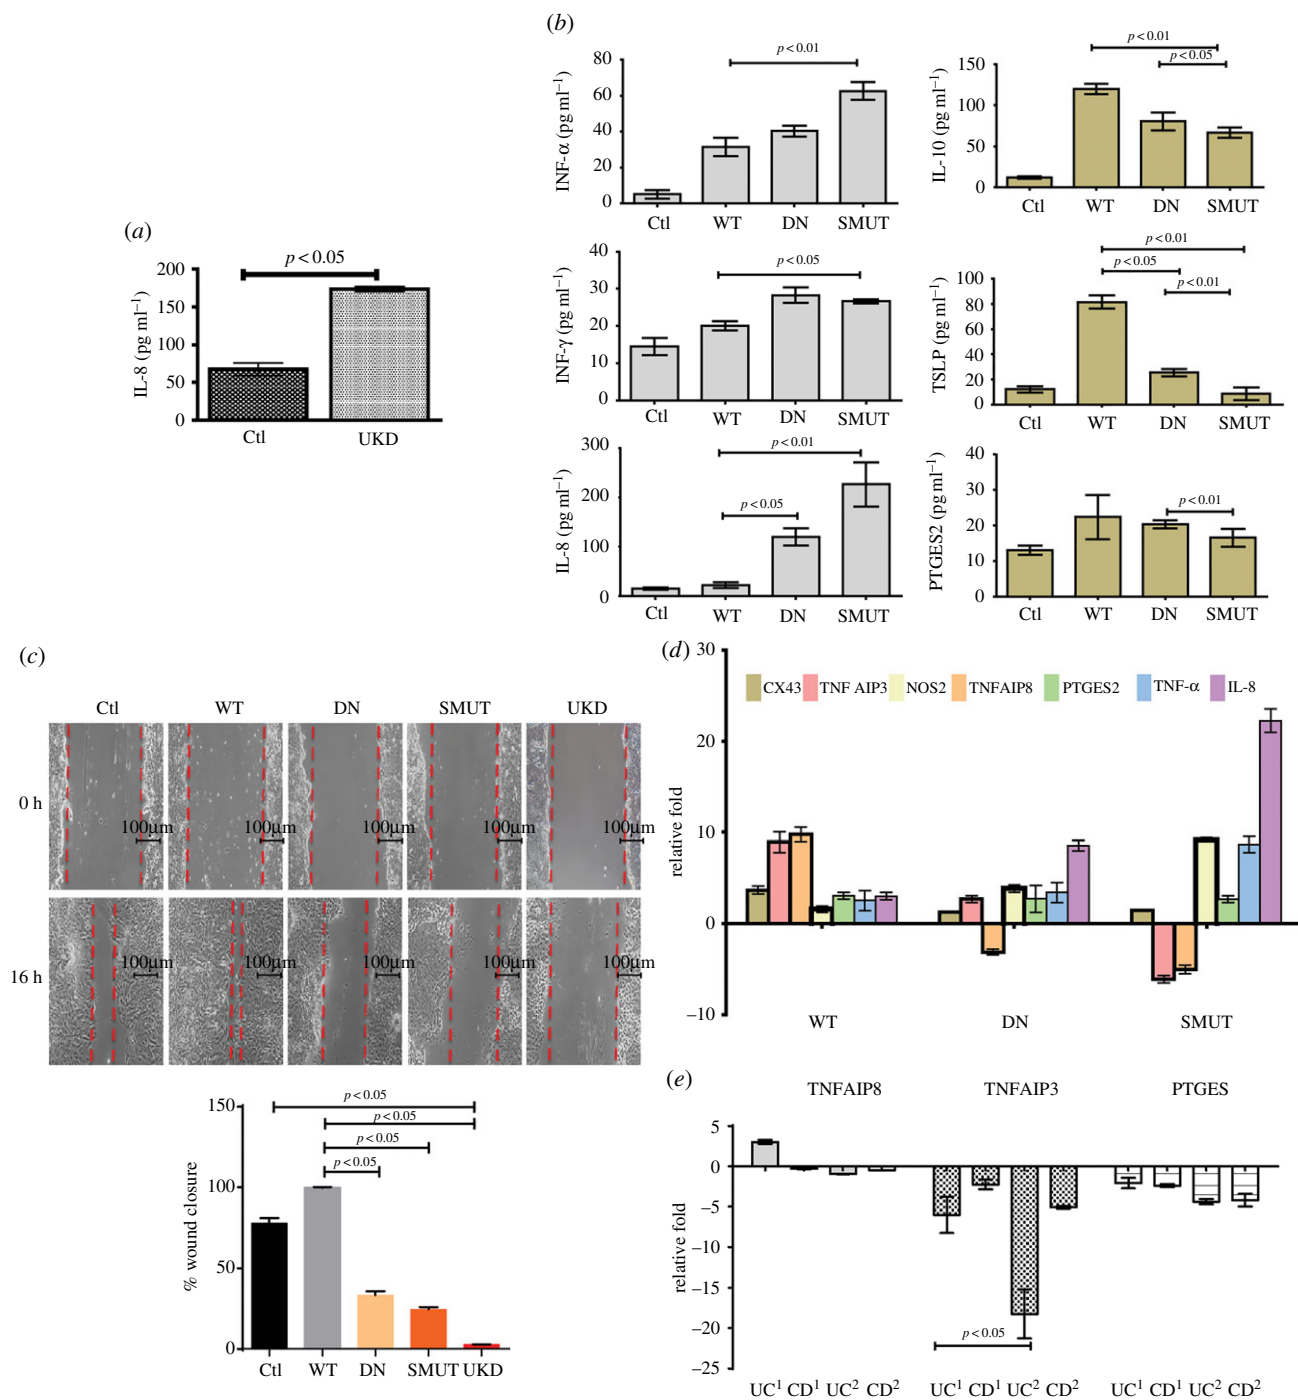 (a)
p < 0.05
IL-8 (pg ml−1)
200
150
100
50
0
Ctl UKD
(b)
p < 0.01
INF-α (pg ml−1)
80
60
40
20
0
Ctl WT DN SMUT
p < 0.01
p < 0.05
IL-10 (pg ml−1)
150
100
50
0
Ctl WT DN SMUT
p < 0.05
INF-γ (pg ml−1)
40
30
20
10
0
Ctl WT DN SMUT
p < 0.01
p < 0.05
p < 0.01
TSLP (pg ml−1)
80
60
40
20
0
Ctl WT DN SMUT
p < 0.01
p < 0.05
IL-8 (pg ml−1)
300
200
100
0
Ctl WT DN SMUT
p < 0.01
PTGES2 (pg ml−1)
40
30
20
10
0
Ctl WT DN SMUT
(c)
Ctl WT DN SMUT UKD
0 h
100µm 100µm 100µm 100µm 100µm
16 h
100µm 100µm 100µm 100µm 100µm
p < 0.05
p < 0.05
p < 0.05
p < 0.05
% wound closure
150
100
50
0
Ctl WT DN SMUT UKD
(d)
CX43 TNF AIP3 NOS2 TNFAIP8 PTGES2 TNF-α IL-8
relative fold
30
20
10
0
−10
WT DN SMUT
(e)
TNFAIP8 TNFAIP3 PTGES
relative fold
5
0
−5
−10
−15
−20
−25
p < 0.05
UC1 CD1 UC2 CD2 UC1 CD1 UC2 CD2 UC1 CD1 UC2 CD2